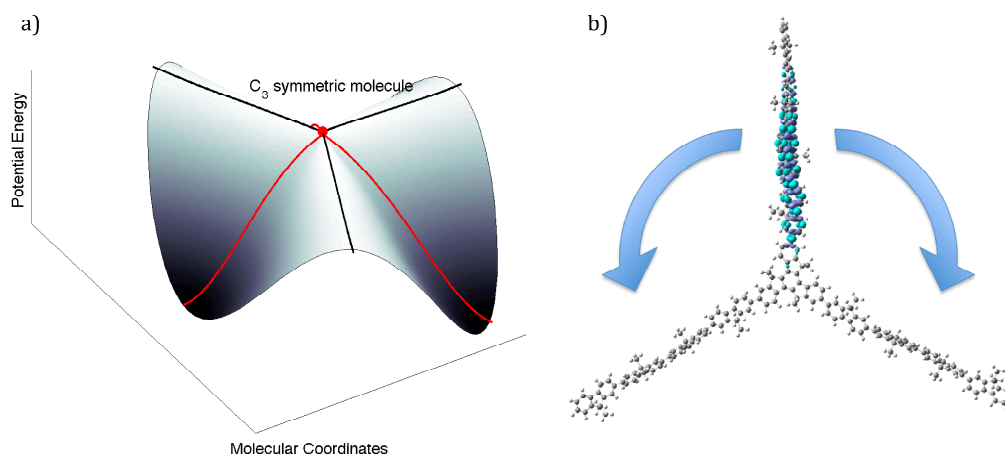 a)
b)
C3 symmetric molecule
Potential Energy
Molecular Coordinates